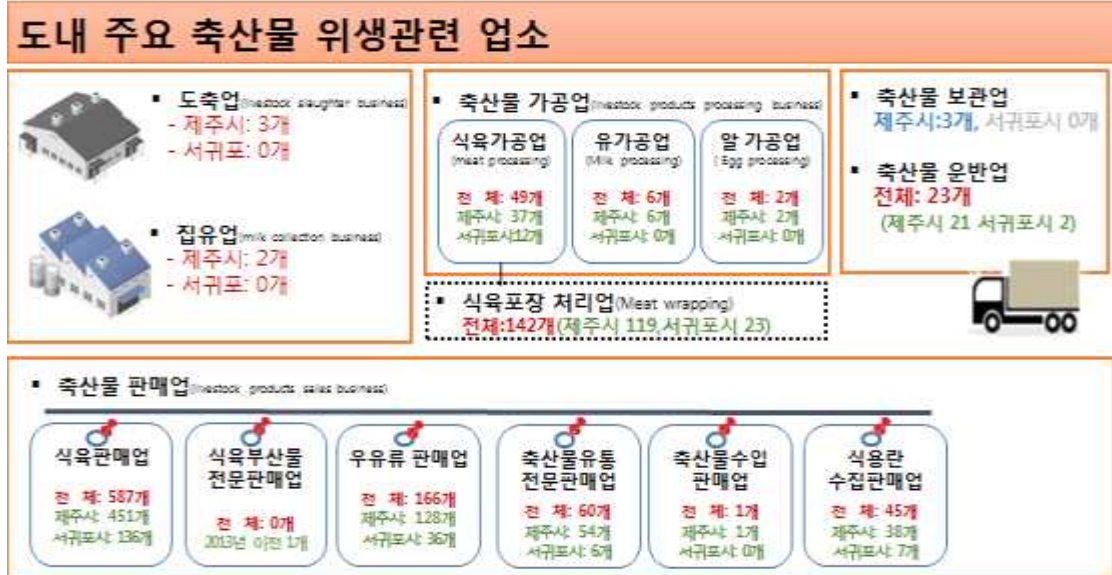 도내 주요 축산물 위생관련 업소
▪ 도축업(livestock slaughter business)
- 제주시: 3개
- 서귀포: 0개
▪ 집유업(milk collection business)
- 제주시: 2개
- 서귀포: 0개
▪ 축산물 가공업(livestock products processing business)
식육가공업
(meat processing)
전 체: 49개
제주시: 37개
서귀포시12개
유가공업
(Milk processing)
전 체: 6개
제주시: 6개
서귀포시: 0개
알 가공업
( Egg processing)
전 체: 2개
제주시: 2개
서귀포시: 0개
▪ 식육포장 처리업(Meat wrapping)
전체:142개(제주시 119,서귀포시 23)
▪ 축산물 보관업
제주시:3개, 서귀포시 0개
▪ 축산물 운반업
전체: 23개
(제주시 21 서귀포시 2)
▪ 축산물 판매업(livestock products sales business)
식육판매업
전 체: 587개
제주시: 451개
서귀포시: 136개
식육부산물
전문판매업
전 체: 0개
2013년 이전 1개
우유류 판매업
전 체: 166개
제주시: 128개
서귀포시: 36개
축산물유통
전문판매업
전 체: 60개
제주시: 54개
서귀포시: 6개
축산물수입
판매업
전 체: 1개
제주시: 1개
서귀포시: 0개
식용란
수집판매업
전 체: 45개
제주시: 38개
서귀포시: 7개